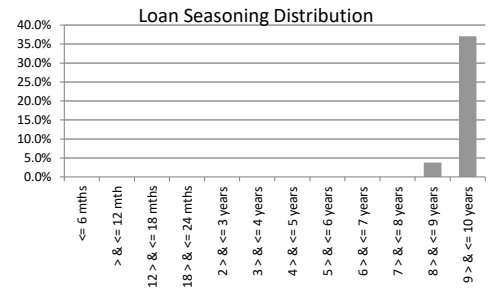 Loan Seasoning Distribution
40.0%
35.0%
30.0%
25.0%
20.0%
15.0%
10.0%
5.0%
0.0%
<= 6 mths
> & <= 12 mth
12 > & <= 18 mths
18 > & <= 24 mths
2 > & <= 3 years
3 > & <= 4 years
4 > & <= 5 years
5 > & <= 6 years
6 > & <= 7 years
7 > & <= 8 years
8 > & <= 9 years
9 > & <= 10 years